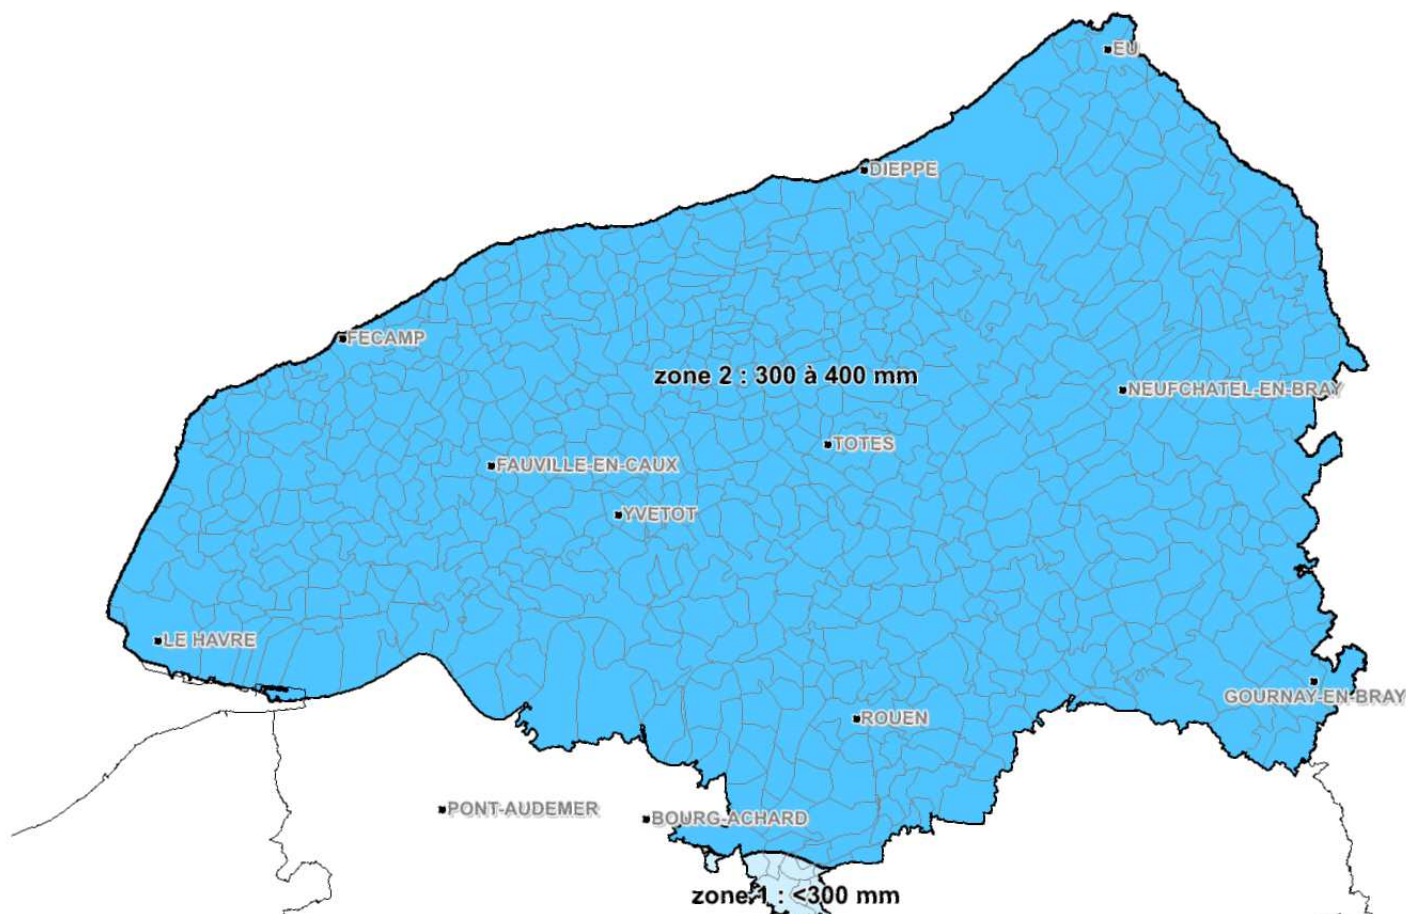 EU
DIEPPE
FECAMP
zone 2 : 300 à 400 mm
NEUFCHATEL-EN-BRAY
TOTES
FAUVILLE-EN-CAUX
YVETOT
LE HAVRE
GOURNAY-EN-BRAY
ROUEN
PONT-AUDEMER
BOURG-ACHARD
zone 1 : <300 mm